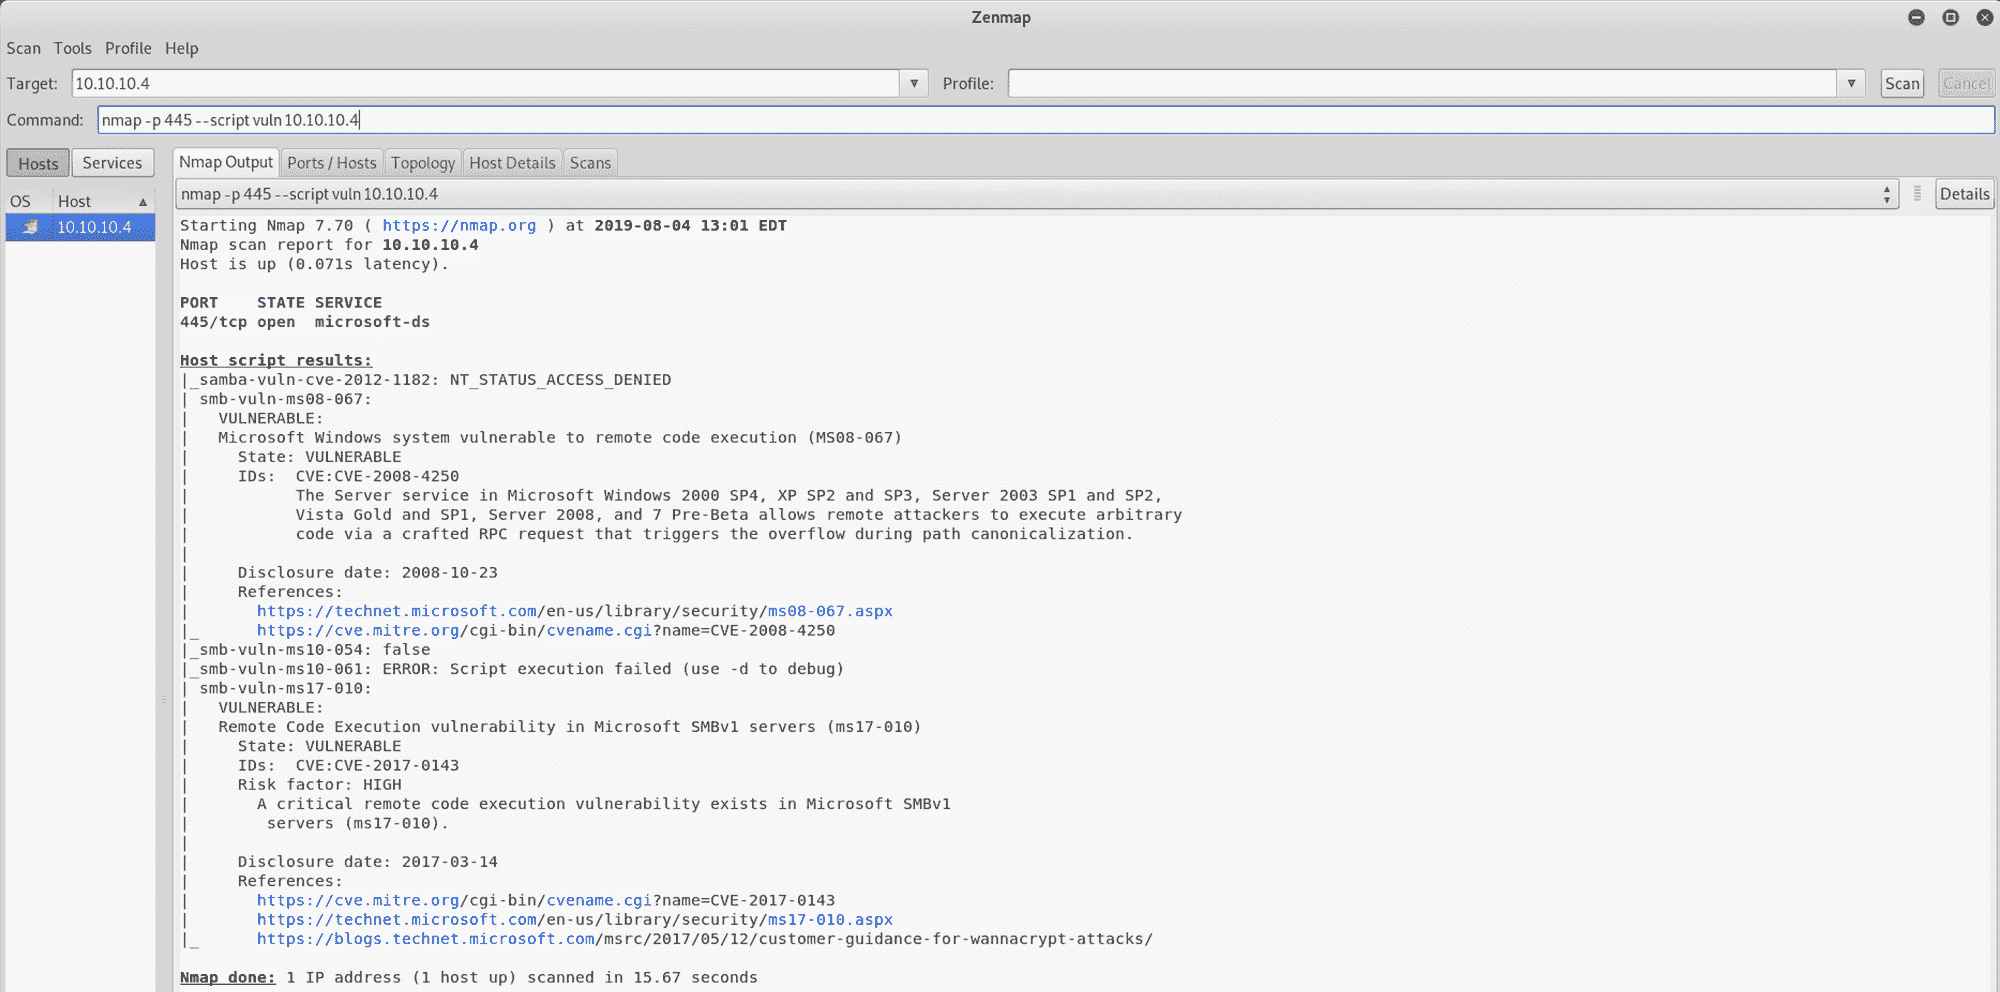 Zenmap
Scan Tools Profile Help
Target: 10.10.10.4 Profile: Scan Cancel
Command: nmap -p 445 --script vuln 10.10.10.4
Hosts Services Nmap Output Ports / Hosts Topology Host Details Scans
nmap -p 445 --script vuln 10.10.10.4 Details
OS Host
10.10.10.4
Starting Nmap 7.70 ( https://nmap.org ) at 2019-08-04 13:01 EDT
Nmap scan report for 10.10.10.4
Host is up (0.071s latency).
PORT    STATE SERVICE
445/tcp open  microsoft-ds
Host script results:
|_samba-vuln-cve-2012-1182: NT_STATUS_ACCESS_DENIED
| smb-vuln-ms08-067:
|   VULNERABLE:
|   Microsoft Windows system vulnerable to remote code execution (MS08-067)
|     State: VULNERABLE
|     IDs:  CVE:CVE-2008-4250
|           The Server service in Microsoft Windows 2000 SP4, XP SP2 and SP3, Server 2003 SP1 and SP2,
|           Vista Gold and SP1, Server 2008, and 7 Pre-Beta allows remote attackers to execute arbitrary
|           code via a crafted RPC request that triggers the overflow during path canonicalization.
|
|     Disclosure date: 2008-10-23
|     References:
|       https://technet.microsoft.com/en-us/library/security/ms08-067.aspx
|_      https://cve.mitre.org/cgi-bin/cvename.cgi?name=CVE-2008-4250
|_smb-vuln-ms10-054: false
|_smb-vuln-ms10-061: ERROR: Script execution failed (use -d to debug)
| smb-vuln-ms17-010:
|   VULNERABLE:
|   Remote Code Execution vulnerability in Microsoft SMBv1 servers (ms17-010)
|     State: VULNERABLE
|     IDs:  CVE:CVE-2017-0143
|     Risk factor: HIGH
|       A critical remote code execution vulnerability exists in Microsoft SMBv1
|        servers (ms17-010).
|
|     Disclosure date: 2017-03-14
|     References:
|       https://cve.mitre.org/cgi-bin/cvename.cgi?name=CVE-2017-0143
|       https://technet.microsoft.com/en-us/library/security/ms17-010.aspx
|_      https://blogs.technet.microsoft.com/msrc/2017/05/12/customer-guidance-for-wannacrypt-attacks/
Nmap done: 1 IP address (1 host up) scanned in 15.67 seconds